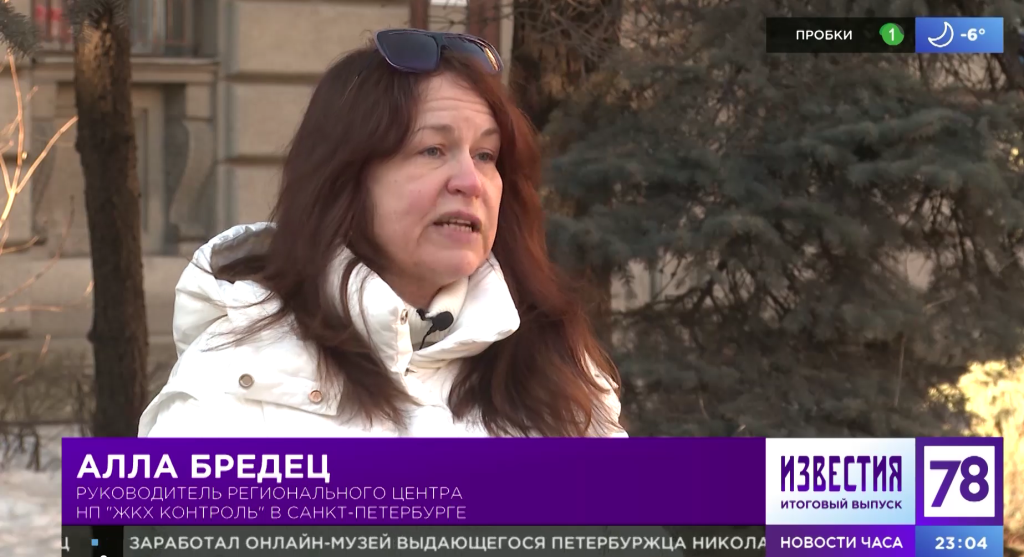 ПРОБКИ 1 -6°
АЛЛА БРЕДЕЦ
РУКОВОДИТЕЛЬ РЕГИОНАЛЬНОГО ЦЕНТРА
НП "ЖКХ КОНТРОЛЬ" В САНКТ-ПЕТЕРБУРГЕ
ИЗВЕСТИЯ
ИТОГОВЫЙ ВЫПУСК
78
ЗАРАБОТАЛ ОНЛАЙН-МУЗЕЙ ВЫДАЮЩЕГОСЯ ПЕТЕРБУРЖЦА НИКОЛА
НОВОСТИ ЧАСА 23:04